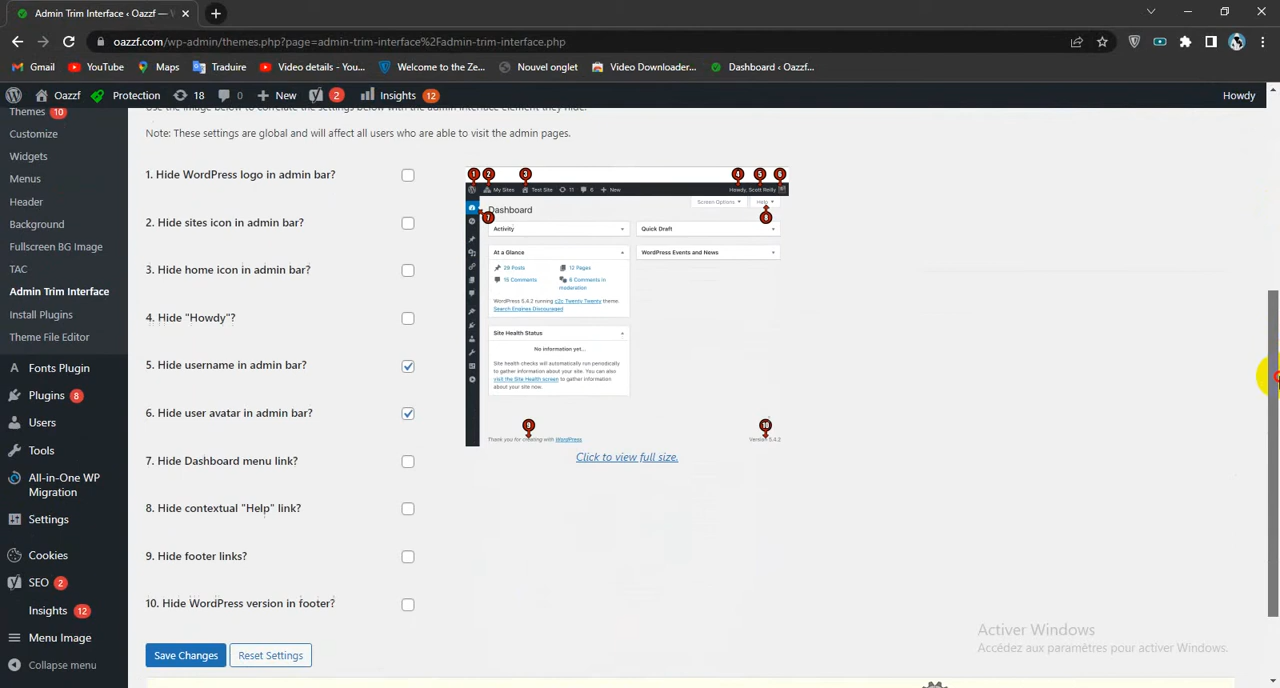 Admin Trim Interface ‹ Oazzf — W
oazzf.com/wp-admin/themes.php?page=admin-trim-interface%2Fadmin-trim-interface.php
Gmail YouTube Maps Traduire Video details - You... Welcome to the Ze... Nouvel onglet Video Downloader... Dashboard ‹ Oazzf...
Oazzf Protection 18 0 New 2 Insights 12 Howdy
Use the image below to correlate the settings below with the admin interface element they hide.
Themes 10
Customize
Widgets
Menus
Header
Background
Fullscreen BG Image
TAC
Admin Trim Interface
Install Plugins
Theme File Editor
Fonts Plugin
Plugins 8
Users
Tools
All-in-One WP
Migration
Settings
Cookies
SEO 2
Insights 12
Menu Image
Collapse menu
Note: These settings are global and will affect all users who are able to visit the admin pages.
1. Hide WordPress logo in admin bar?
2. Hide sites icon in admin bar?
3. Hide home icon in admin bar?
4. Hide "Howdy"?
5. Hide username in admin bar?
6. Hide user avatar in admin bar?
7. Hide Dashboard menu link?
8. Hide contextual "Help" link?
9. Hide footer links?
10. Hide WordPress version in footer?
Save Changes Reset Settings
1 2 3 4 5 6
My Sites Test Site 11 6 New Howdy, Scott Reilly
Screen Options Help
7 Dashboard 8
Activity Quick Draft
At a Glance WordPress Events and News
28 Posts 12 Pages
15 Comments 6 Comments in
moderation
WordPress 5.4.2 running c2c Twenty Twenty theme.
Search Engines Discouraged
Site Health Status
No information yet...
Site health checks will automatically run periodically
to gather information about your site. You can also
visit the Site Health screen to gather information
about your site now.
9 10
Thank you for creating with WordPress Version 5.4.2
Click to view full size.
Activer Windows
Accédez aux paramètres pour activer Windows.